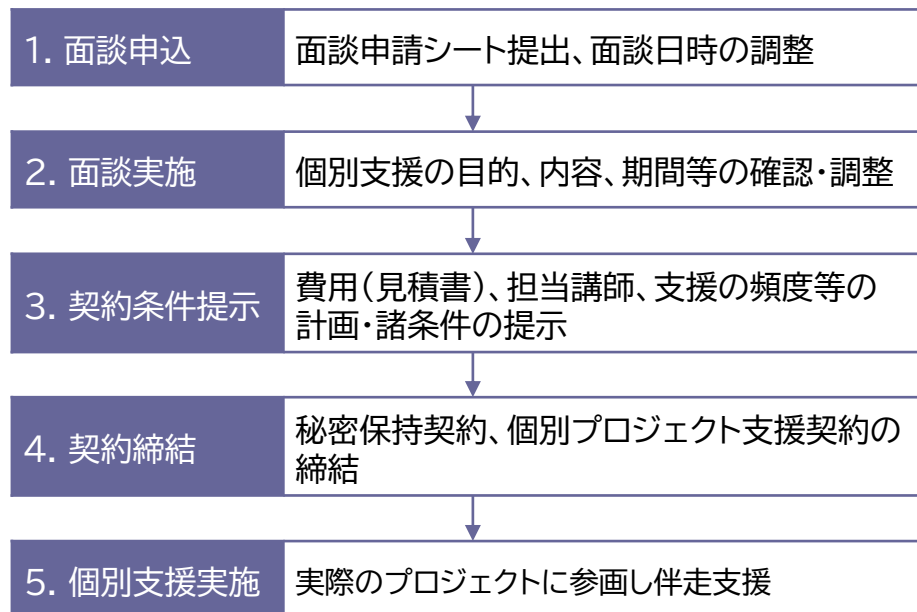 1. 面談申込
面談申請シート提出、面談日時の調整
2. 面談実施
個別支援の目的、内容、期間等の確認・調整
3. 契約条件提示
費用(見積書)、担当講師、支援の頻度等の
計画・諸条件の提示
4. 契約締結
秘密保持契約、個別プロジェクト支援契約の
締結
5. 個別支援実施
実際のプロジェクトに参画し伴走支援